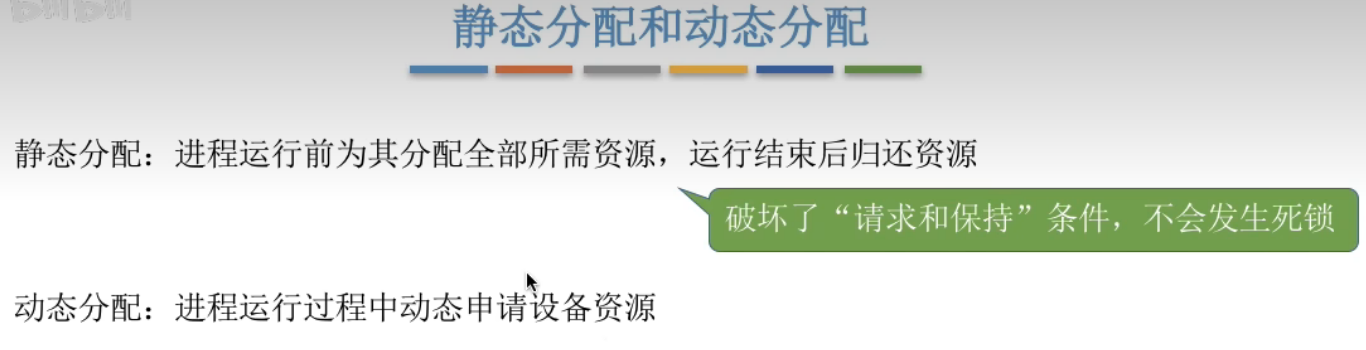 静态分配和动态分配
静态分配：进程运行前为其分配全部所需资源，运行结束后归还资源
破坏了“请求和保持”条件，不会发生死锁
动态分配：进程运行过程中动态申请设备资源